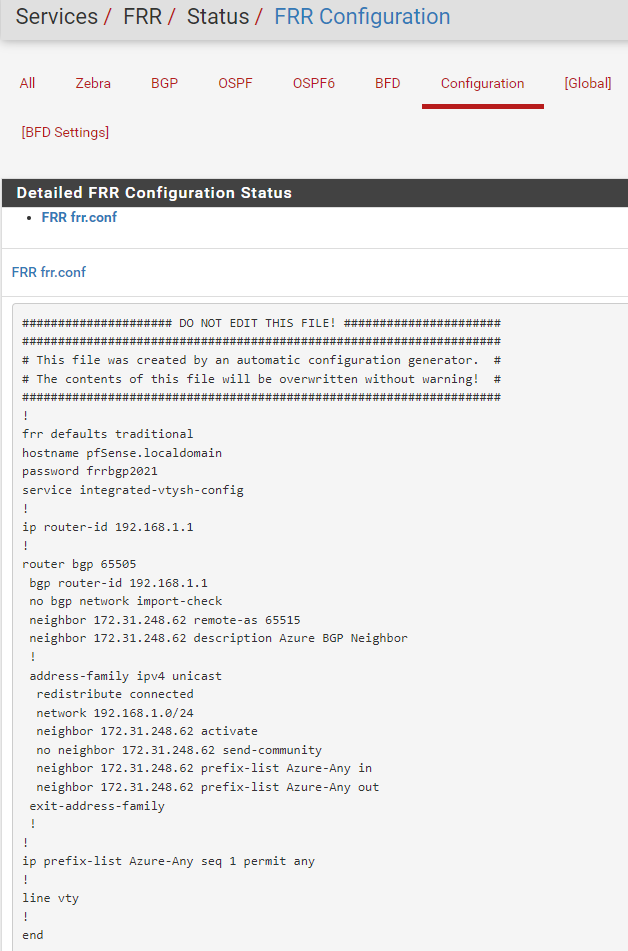 Services / FRR / Status / FRR Configuration
All Zebra BGP OSPF OSPF6 BFD Configuration [Global]
[BFD Settings]
Detailed FRR Configuration Status
• FRR frr.conf
FRR frr.conf
##################### DO NOT EDIT THIS FILE! ######################
###################################################################
# This file was created by an automatic configuration generator.  #
# The contents of this file will be overwritten without warning!  #
###################################################################
!
frr defaults traditional
hostname pfSense.localdomain
password frrbgp2021
service integrated-vtysh-config
!
ip router-id 192.168.1.1
!
router bgp 65505
 bgp router-id 192.168.1.1
 no bgp network import-check
 neighbor 172.31.248.62 remote-as 65515
 neighbor 172.31.248.62 description Azure BGP Neighbor
 !
 address-family ipv4 unicast
  redistribute connected
  network 192.168.1.0/24
  neighbor 172.31.248.62 activate
  no neighbor 172.31.248.62 send-community
  neighbor 172.31.248.62 prefix-list Azure-Any in
  neighbor 172.31.248.62 prefix-list Azure-Any out
 exit-address-family
 !
!
ip prefix-list Azure-Any seq 1 permit any
!
line vty
!
end